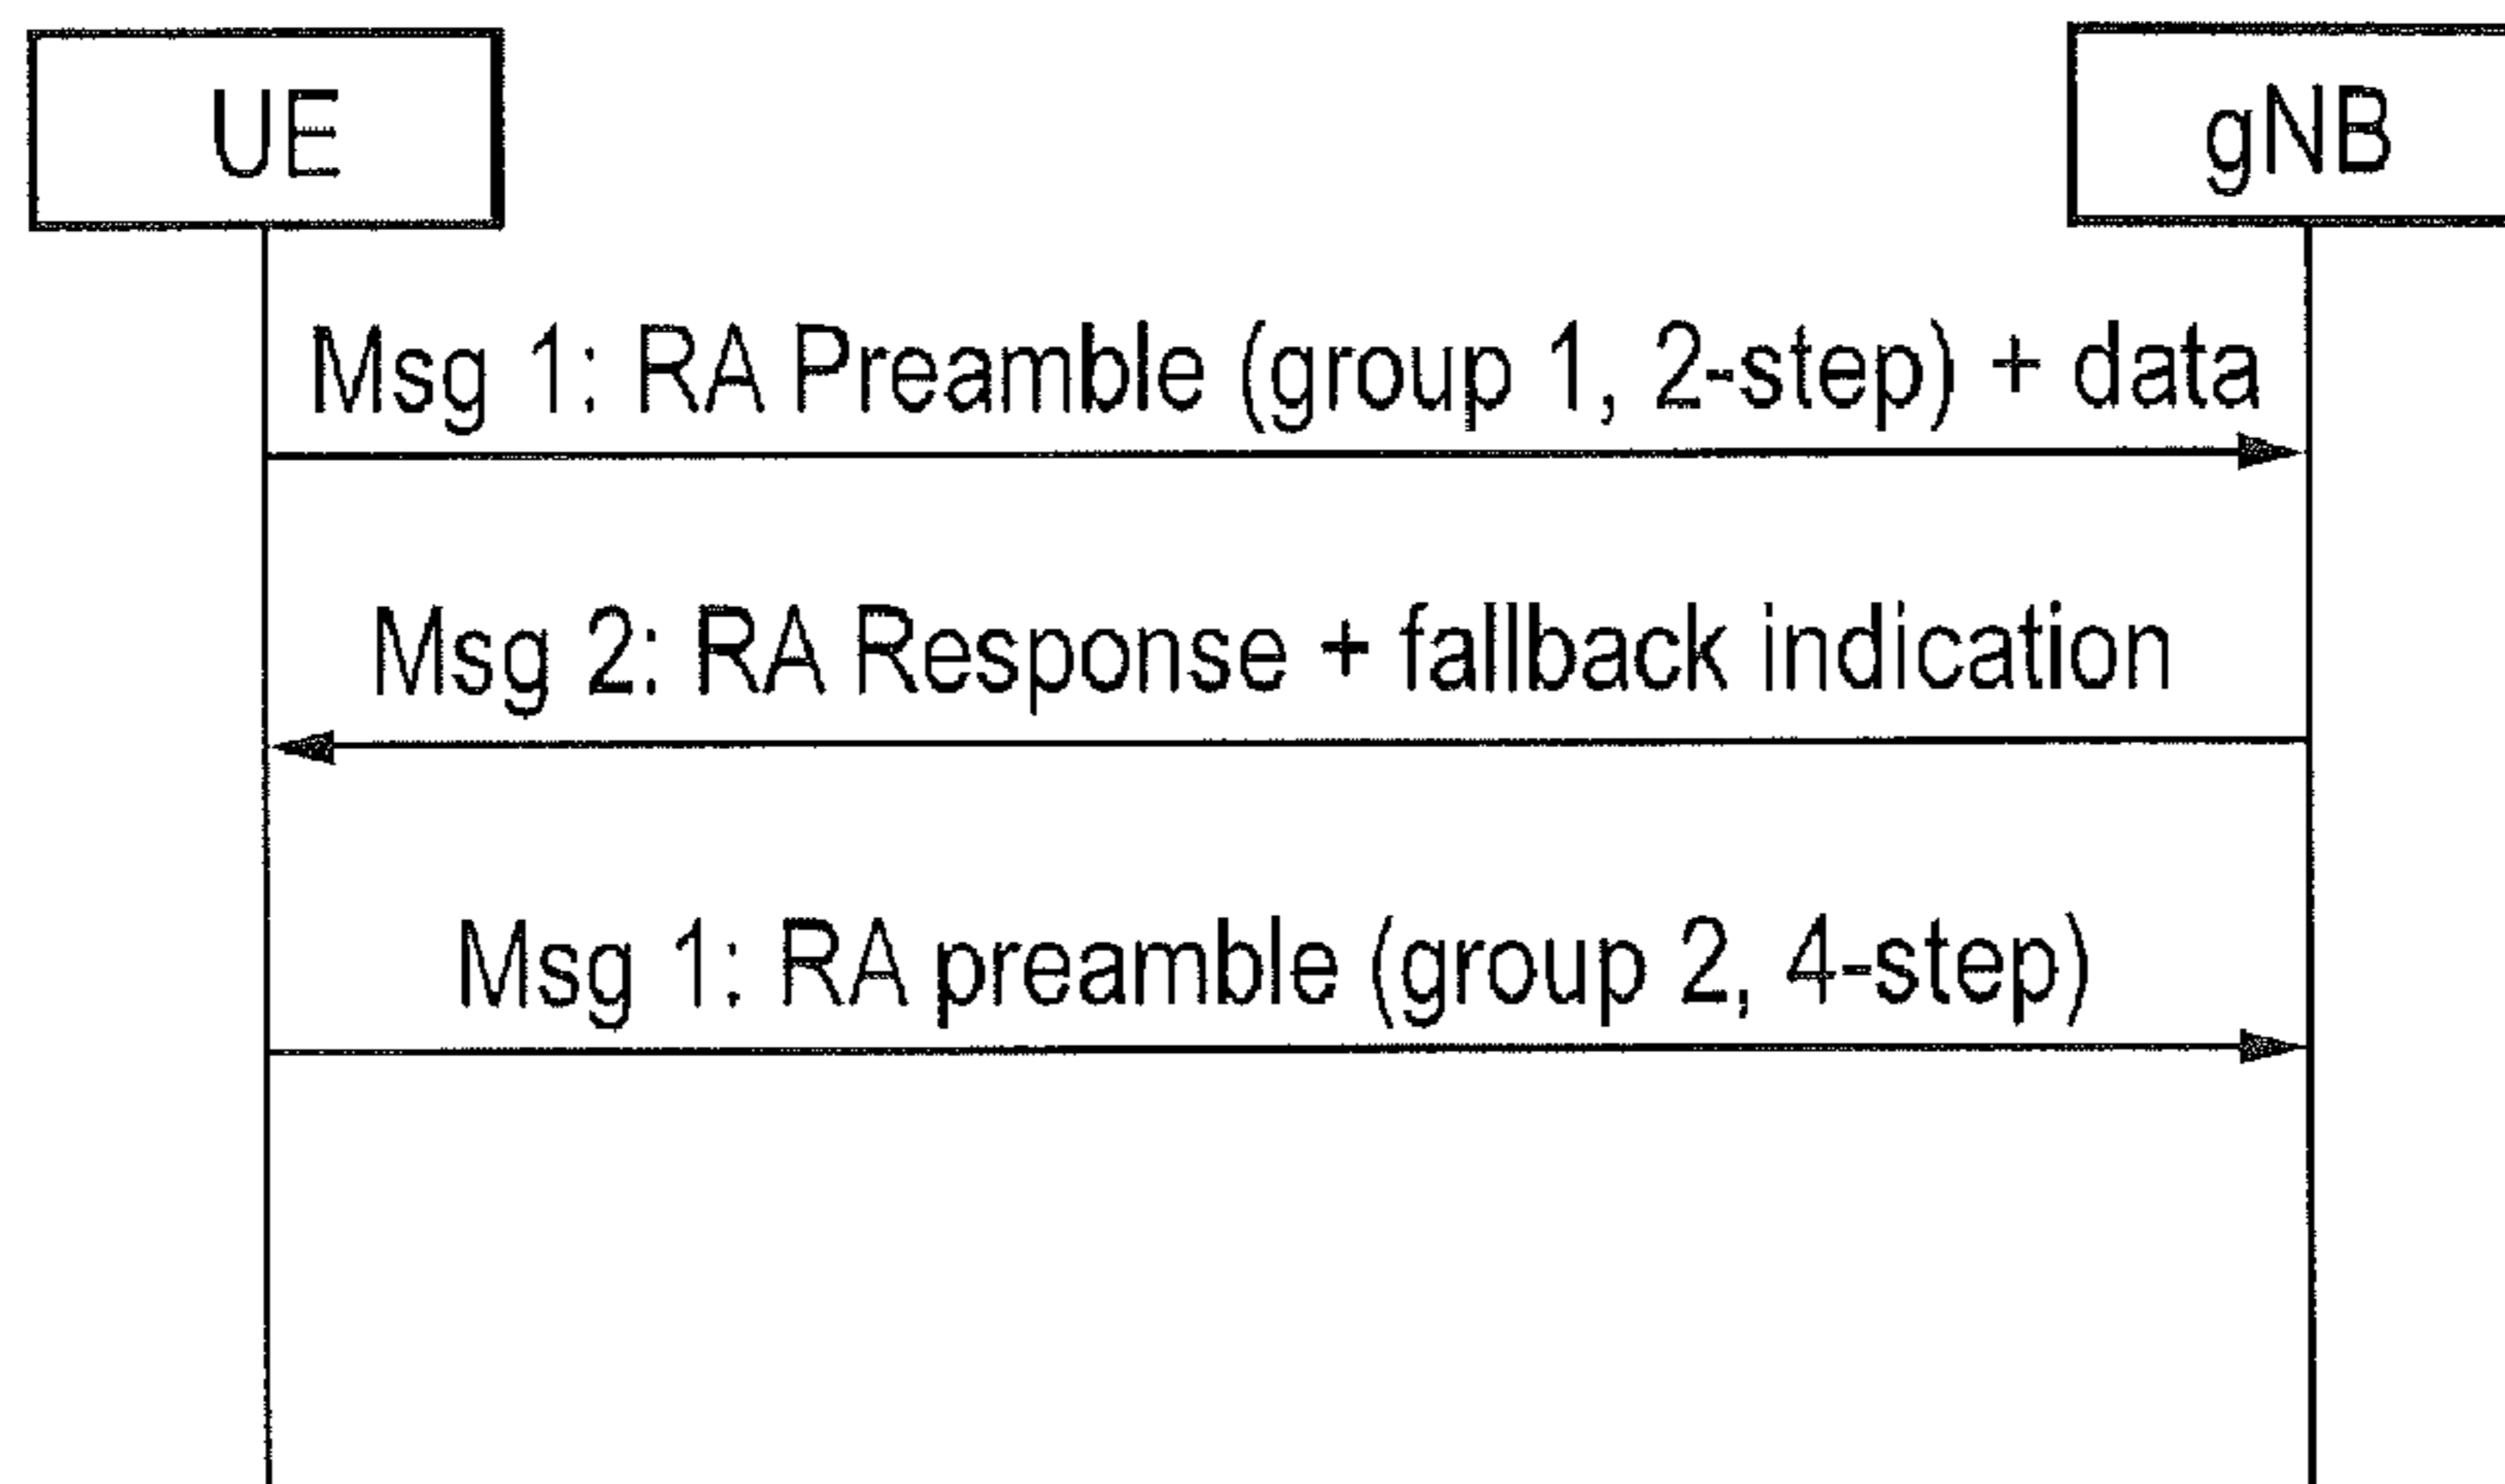 UE
gNB
Msg 1: RA Preamble (group 1, 2-step) + data
Msg 2: RA Response + fallback indication
Msg 1: RA preamble (group 2, 4-step)